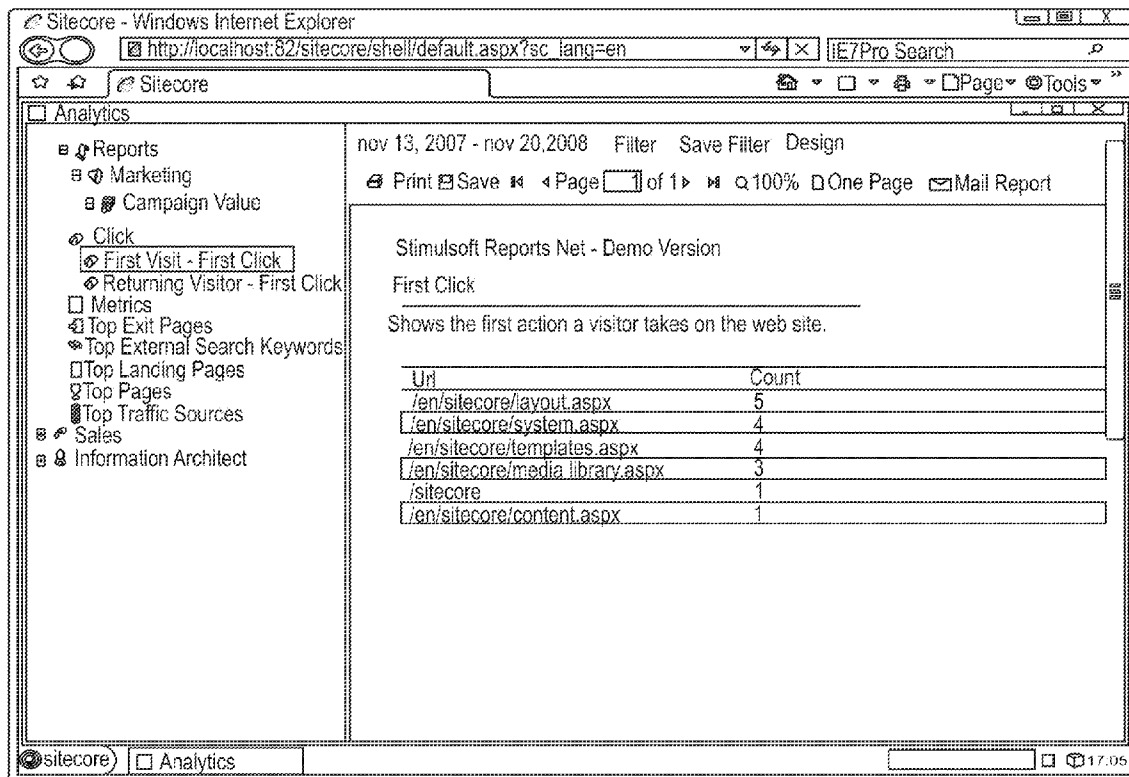 Sitecore - Windows Internet Explorer
X
http://localhost:82/sitecore/shell/default.aspx?sc_lang=en
iE7Pro Search
Sitecore
Page
Tools
Analytics
Reports
Marketing
Campaign Value
Click
First Visit - First Click
Returning Visitor - First Click
Metrics
Top Exit Pages
Top External Search Keywords
Top Landing Pages
Top Pages
Top Traffic Sources
Sales
Information Architect
nov 13, 2007 - nov 20,2008 Filter Save Filter Design
Print Save Page 1 of 1 100% One Page Mail Report
Stimulsoft Reports Net - Demo Version
First Click
Shows the first action a visitor takes on the web site.
Url Count
/en/sitecore/layout.aspx 5
/en/sitecore/system.aspx 4
/en/sitecore/templates.aspx 4
/en/sitecore/media library.aspx 3
/sitecore 1
/en/sitecore/content.aspx 1
sitecore Analytics 17:05